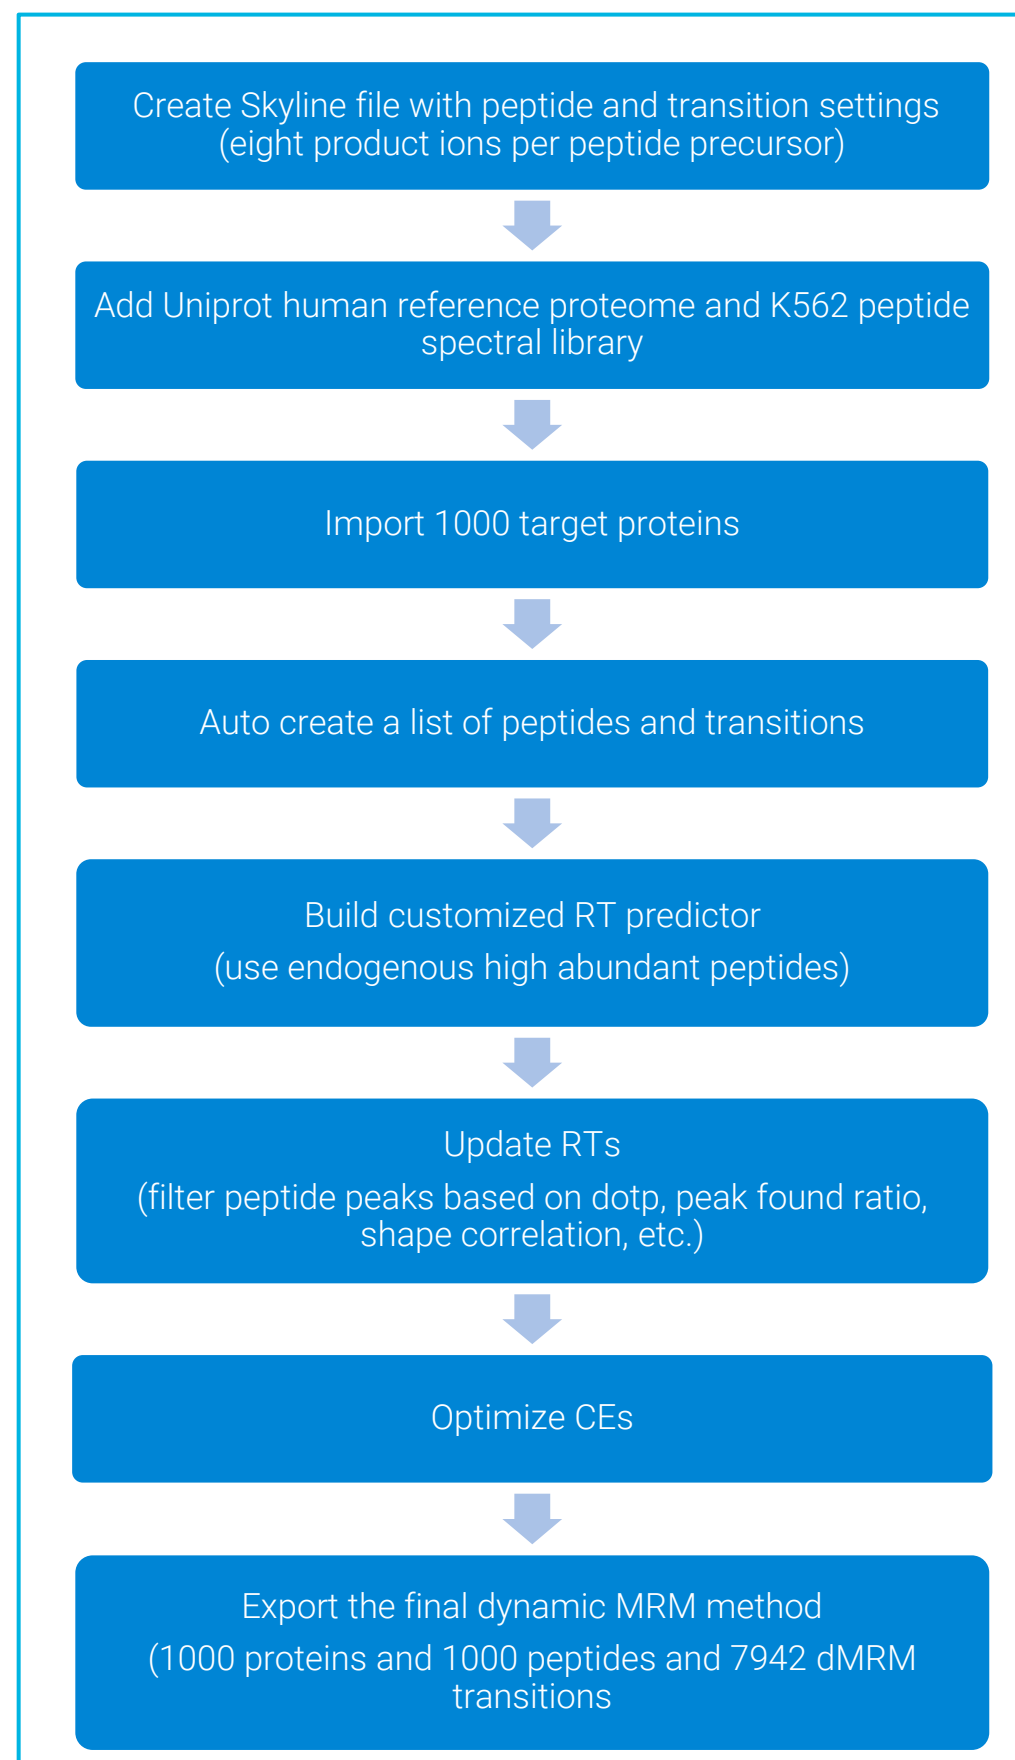 Create Skyline file with peptide and transition settings
(eight product ions per peptide precursor)
Add Uniprot human reference proteome and K562 peptide
spectral library
Import 1000 target proteins
Auto create a list of peptides and transitions
Build customized RT predictor
(use endogenous high abundant peptides)
Update RTs
(filter peptide peaks based on dotp, peak found ratio,
shape correlation, etc.)
Optimize CEs
Export the final dynamic MRM method
(1000 proteins and 1000 peptides and 7942 dMRM
transitions